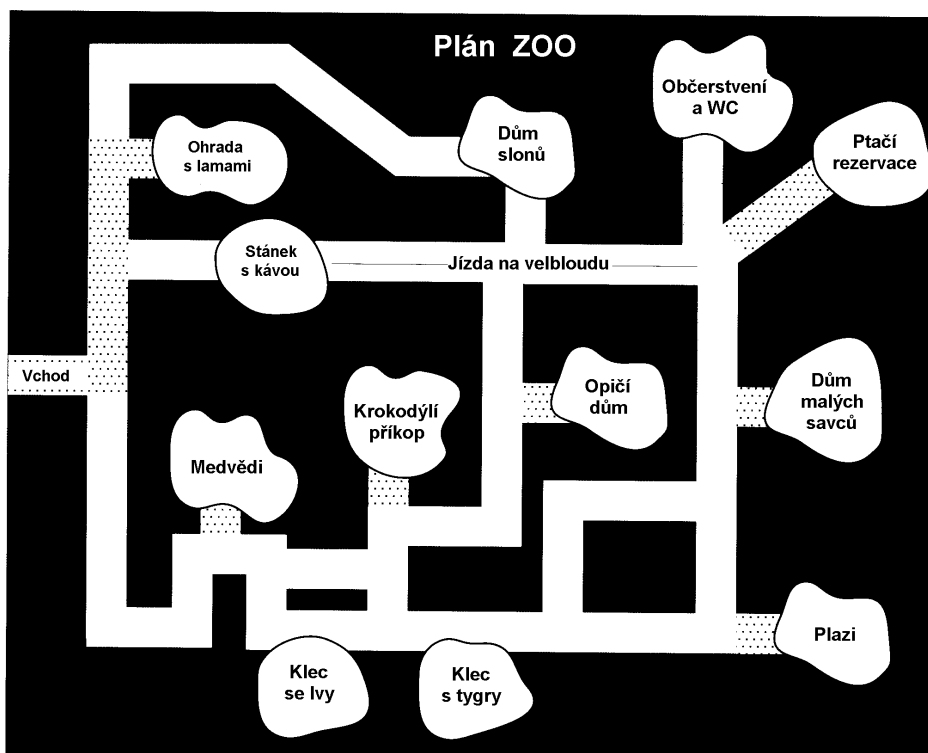 Plán ZOO
Občerstvení
a WC
Dům
slonů
Ptačí
rezervace
Ohrada
s lamami
Stánek
s kávou
Jízda na velbloudu
Vchod
Opičí
dům
Dům
malých
savců
Krokodýlí
příkop
Medvědi
Plazi
Klec
se lvy
Klec
s tygry